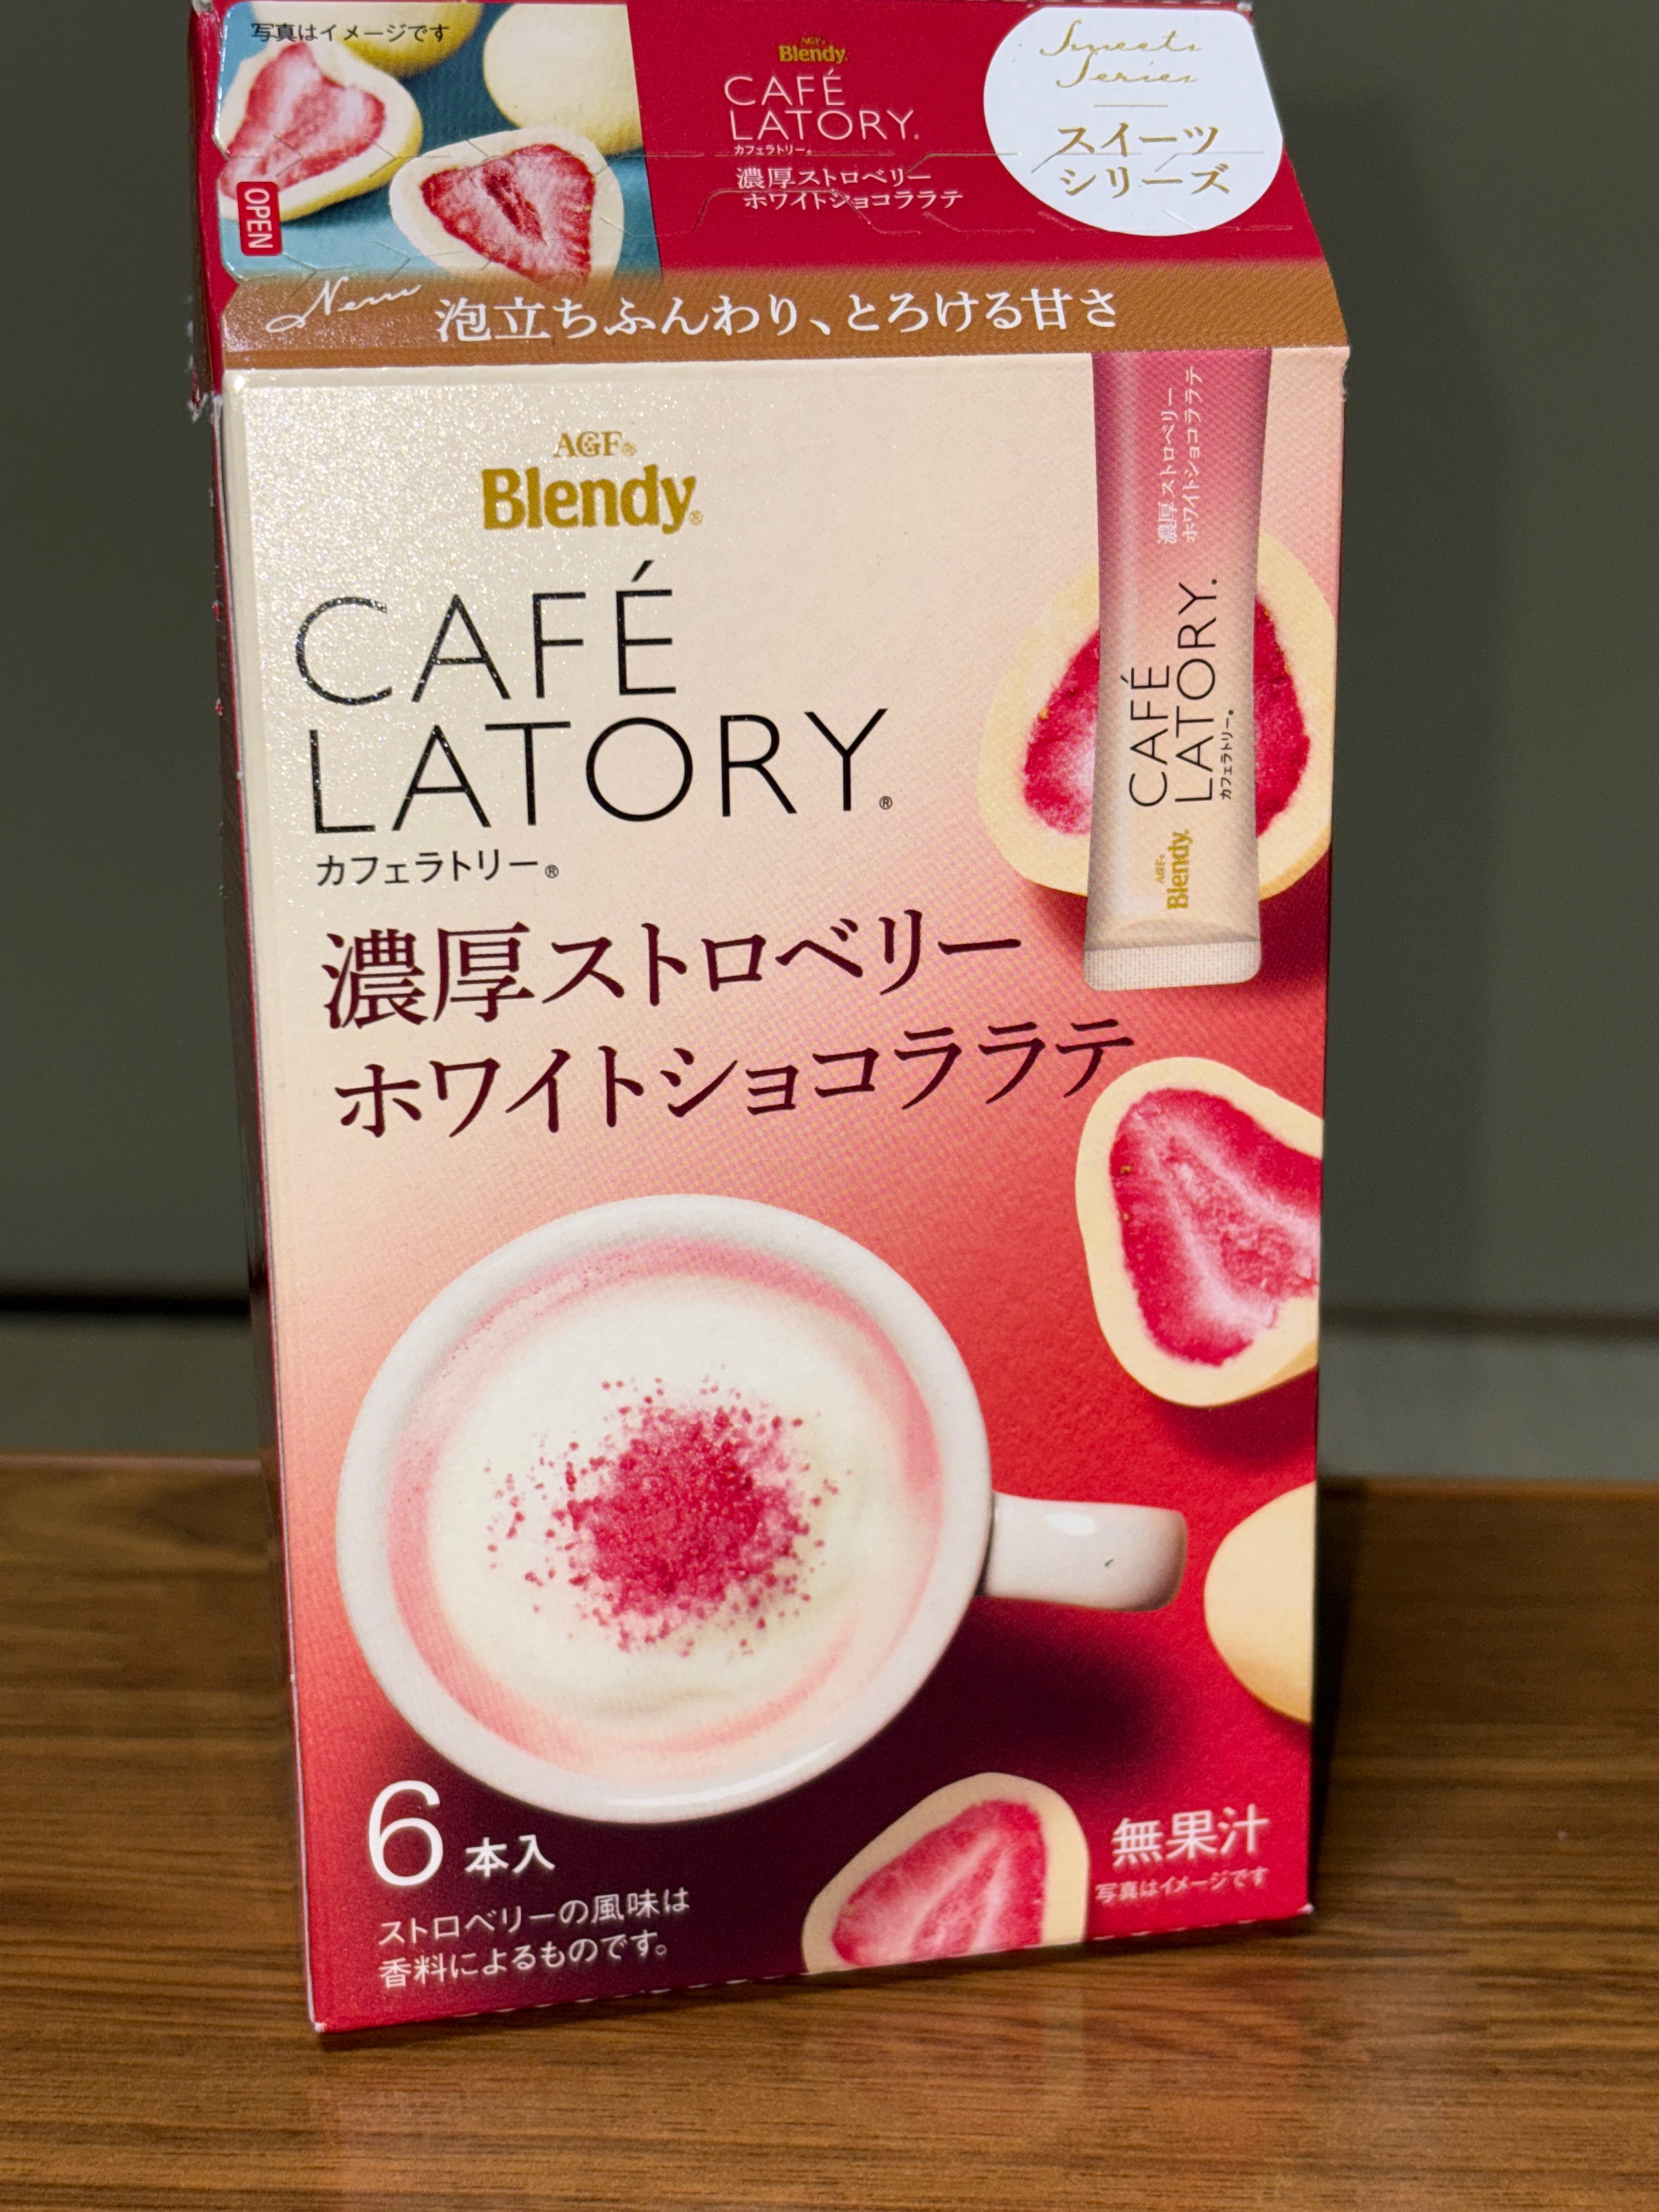 写真はイメージです
OPEN
AGF®
Blendy®
CAFÉ
LATORY®
カフェラトリー®
濃厚ストロベリー
ホワイトショコララテ
Sweets
Series
スイーツ
シリーズ
New 泡立ちふんわり、とろける甘さ
AGF®
Blendy®
CAFÉ
LATORY®
カフェラトリー®
濃厚ストロベリー
ホワイトショコララテ
AGF®
Blendy®
CAFÉ
LATORY®
カフェラトリー®
濃厚ストロベリー
ホワイトショコララテ
6本入
ストロベリーの風味は
香料によるものです。
無果汁
写真はイメージです